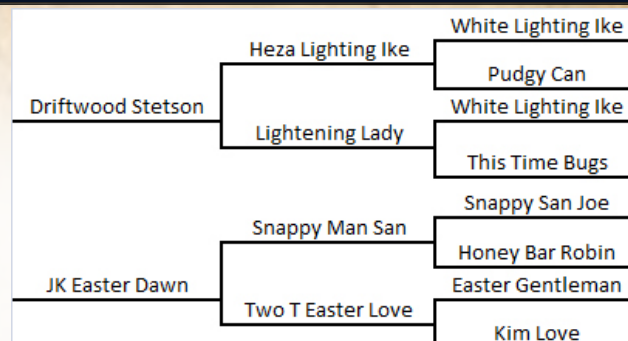 White Lighting Ike
Heza Lighting Ike
Pudgy Can
Driftwood Stetson
White Lighting Ike
Lightening Lady
This Time Bugs
Snappy San Joe
Snappy Man San
Honey Bar Robin
JK Easter Dawn
Easter Gentleman
Two T Easter Love
Kim Love